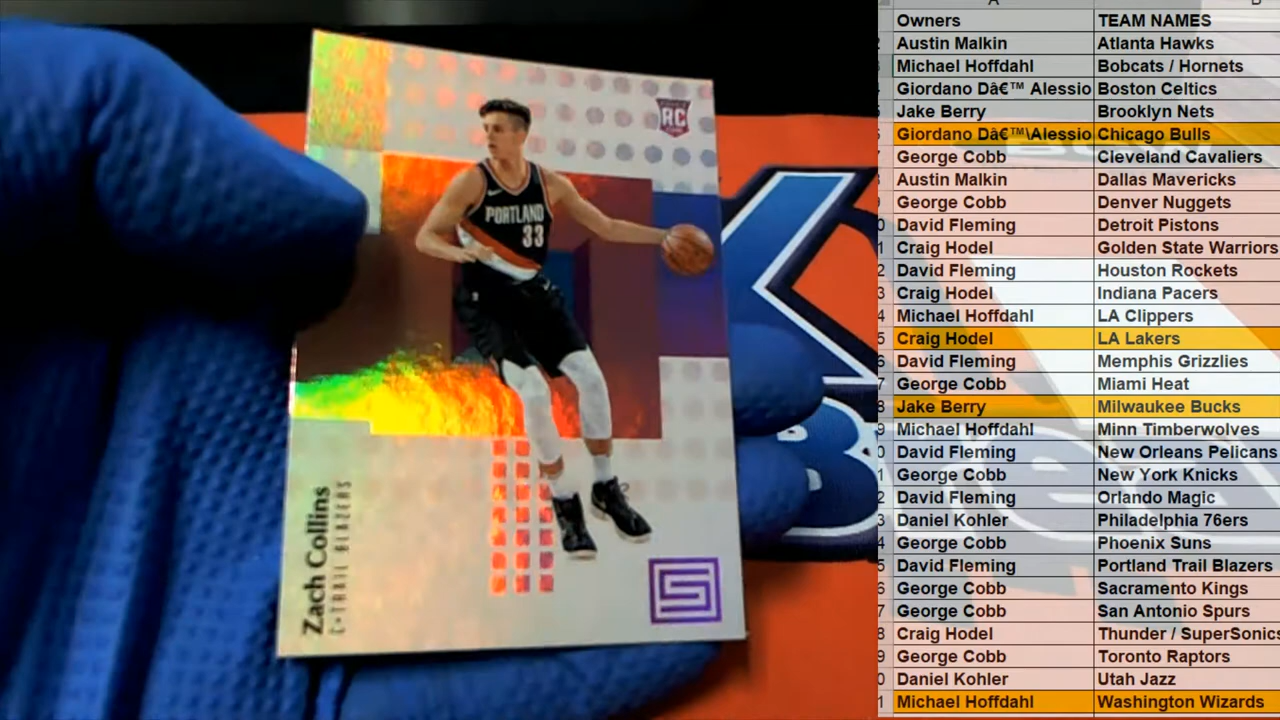 RC
PORTLAND
33
Zach Collins
C•TRAIL BLAZERS
A
B
Owners TEAM NAMES
Austin Malkin Atlanta Hawks
Michael Hoffdahl Bobcats / Hornets
Giordano Dâ€™ Alessio Boston Celtics
Jake Berry Brooklyn Nets
Giordano Dâ€™\Alessio Chicago Bulls
George Cobb Cleveland Cavaliers
Austin Malkin Dallas Mavericks
George Cobb Denver Nuggets
David Fleming Detroit Pistons
Craig Hodel Golden State Warriors
David Fleming Houston Rockets
Craig Hodel Indiana Pacers
Michael Hoffdahl LA Clippers
Craig Hodel LA Lakers
David Fleming Memphis Grizzlies
George Cobb Miami Heat
Jake Berry Milwaukee Bucks
Michael Hoffdahl Minn Timberwolves
David Fleming New Orleans Pelicans
George Cobb New York Knicks
David Fleming Orlando Magic
Daniel Kohler Philadelphia 76ers
George Cobb Phoenix Suns
David Fleming Portland Trail Blazers
George Cobb Sacramento Kings
George Cobb San Antonio Spurs
Craig Hodel Thunder / SuperSonics
George Cobb Toronto Raptors
Daniel Kohler Utah Jazz
Michael Hoffdahl Washington Wizards